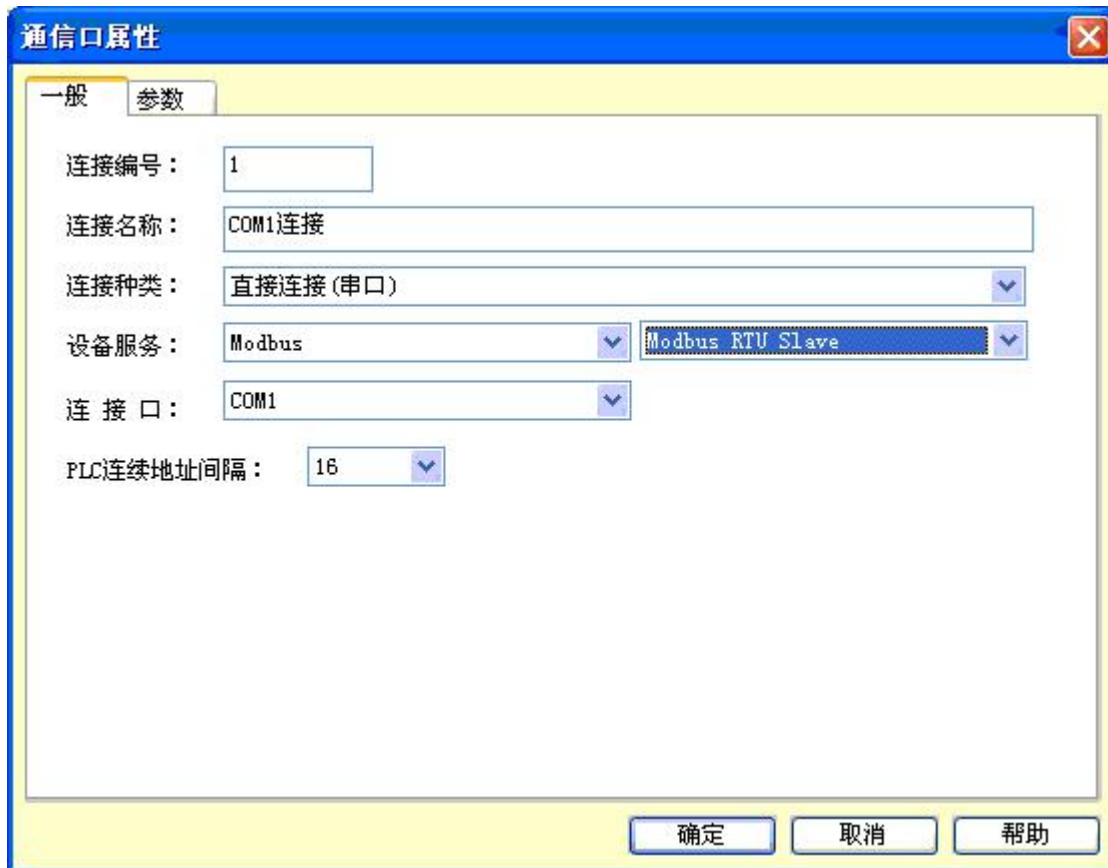 通信口属性
一般 参数
连接编号： 1
连接名称： COM1连接
连接种类： 直接连接(串口)
设备服务： Modbus Modbus RTU Slave
连 接 口： COM1
PLC连续地址间隔： 16
确定 取消 帮助